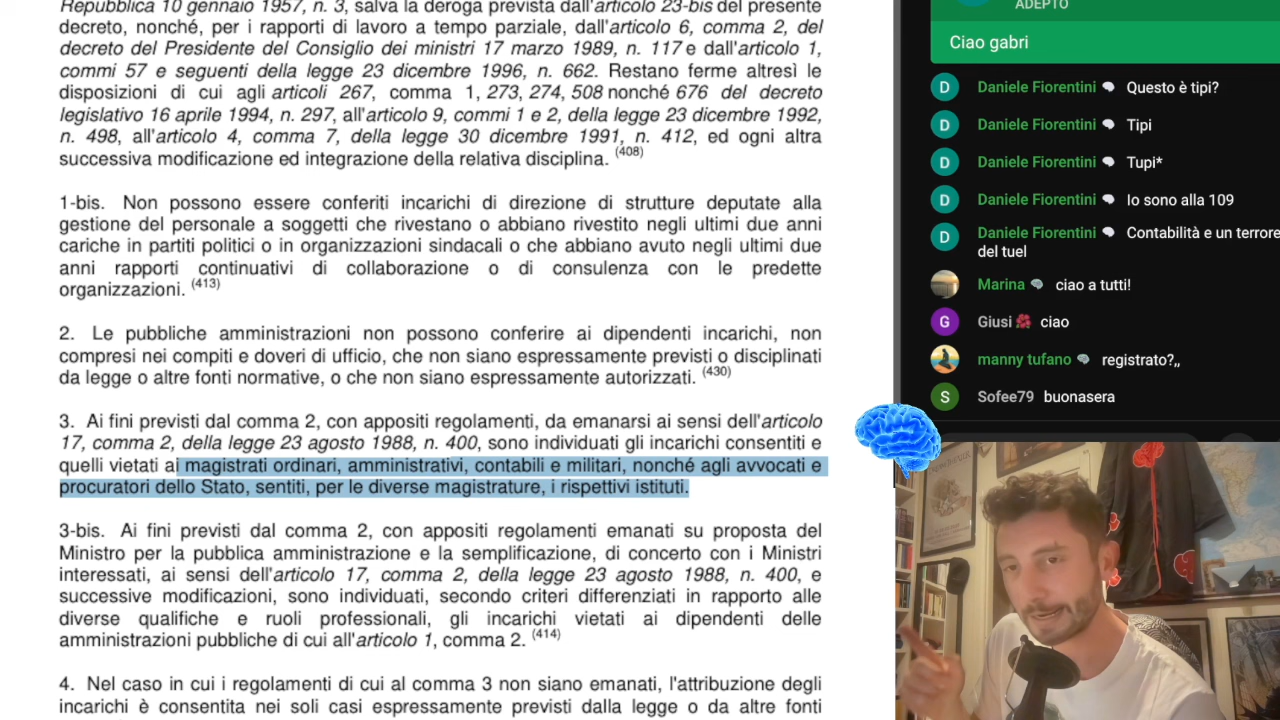 Repubblica 10 gennaio 1957, n. 3, salva la deroga prevista dall'articolo 23-bis del presente
decreto, nonché, per i rapporti di lavoro a tempo parziale, dall'articolo 6, comma 2, del
decreto del Presidente del Consiglio dei ministri 17 marzo 1989, n. 117 e dall'articolo 1,
commi 57 e seguenti della legge 23 dicembre 1996, n. 662. Restano ferme altresì le
disposizioni di cui agli articoli 267, comma 1, 273, 274, 508 nonché 676 del decreto
legislativo 16 aprile 1994, n. 297, all'articolo 9, commi 1 e 2, della legge 23 dicembre 1992,
n. 498, all'articolo 4, comma 7, della legge 30 dicembre 1991, n. 412, ed ogni altra
successiva modificazione ed integrazione della relativa disciplina. (408)
1-bis. Non possono essere conferiti incarichi di direzione di strutture deputate alla
gestione del personale a soggetti che rivestano o abbiano rivestito negli ultimi due anni
cariche in partiti politici o in organizzazioni sindacali o che abbiano avuto negli ultimi due
anni rapporti continuativi di collaborazione o di consulenza con le predette
organizzazioni. (413)
2. Le pubbliche amministrazioni non possono conferire ai dipendenti incarichi, non
compresi nei compiti e doveri di ufficio, che non siano espressamente previsti o disciplinati
da legge o altre fonti normative, o che non siano espressamente autorizzati. (430)
3. Ai fini previsti dal comma 2, con appositi regolamenti, da emanarsi ai sensi dell'articolo
17, comma 2, della legge 23 agosto 1988, n. 400, sono individuati gli incarichi consentiti e
quelli vietati ai magistrati ordinari, amministrativi, contabili e militari, nonché agli avvocati e
procuratori dello Stato, sentiti, per le diverse magistrature, i rispettivi istituti.
3-bis. Ai fini previsti dal comma 2, con appositi regolamenti emanati su proposta del
Ministro per la pubblica amministrazione e la semplificazione, di concerto con i Ministri
interessati, ai sensi dell'articolo 17, comma 2, della legge 23 agosto 1988, n. 400, e
successive modificazioni, sono individuati, secondo criteri differenziati in rapporto alle
diverse qualifiche e ruoli professionali, gli incarichi vietati ai dipendenti delle
amministrazioni pubbliche di cui all'articolo 1, comma 2. (414)
4. Nel caso in cui i regolamenti di cui al comma 3 non siano emanati, l'attribuzione degli
incarichi è consentita nei soli casi espressamente previsti dalla legge o da altre fonti
ADEPTO
Ciao gabri
D Daniele Fiorentini Questo è tipi?
D Daniele Fiorentini Tipi
D Daniele Fiorentini Tupi*
D Daniele Fiorentini Io sono alla 109
D Daniele Fiorentini Contabilità e un terrore
del tuel
Marina ciao a tutti!
G Giusi ciao
manny tufano registrato?,,
S Sofee79 buonasera